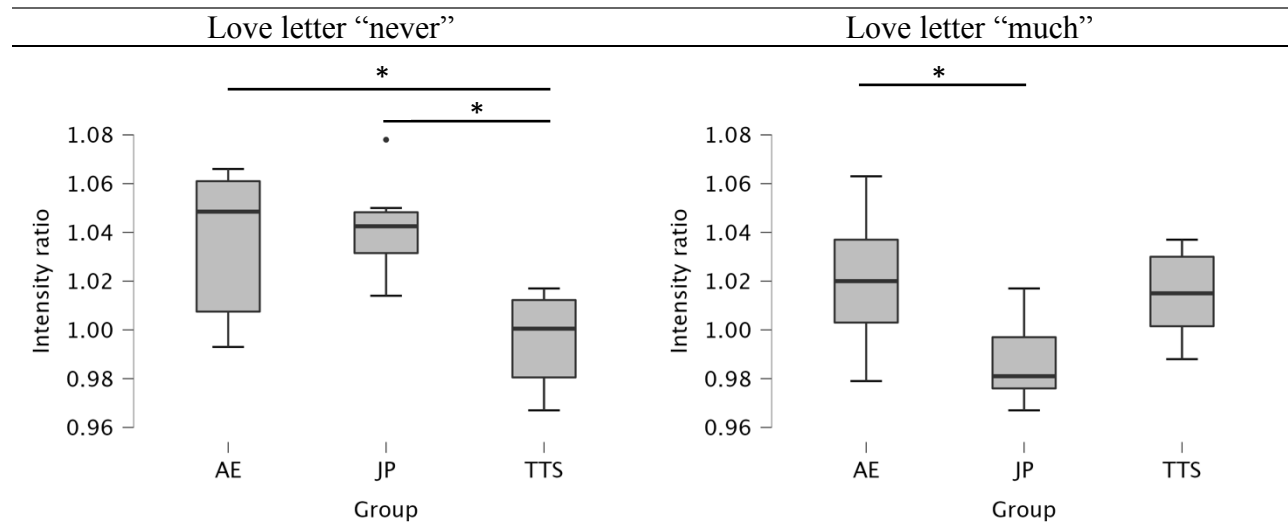 Love letter “never”
*
*
1.08
1.06
1.04
1.02
1.00
0.98
0.96
Intensity ratio
AE JP TTS
Group
Love letter “much”
*
1.08
1.06
1.04
1.02
1.00
0.98
0.96
Intensity ratio
AE JP TTS
Group